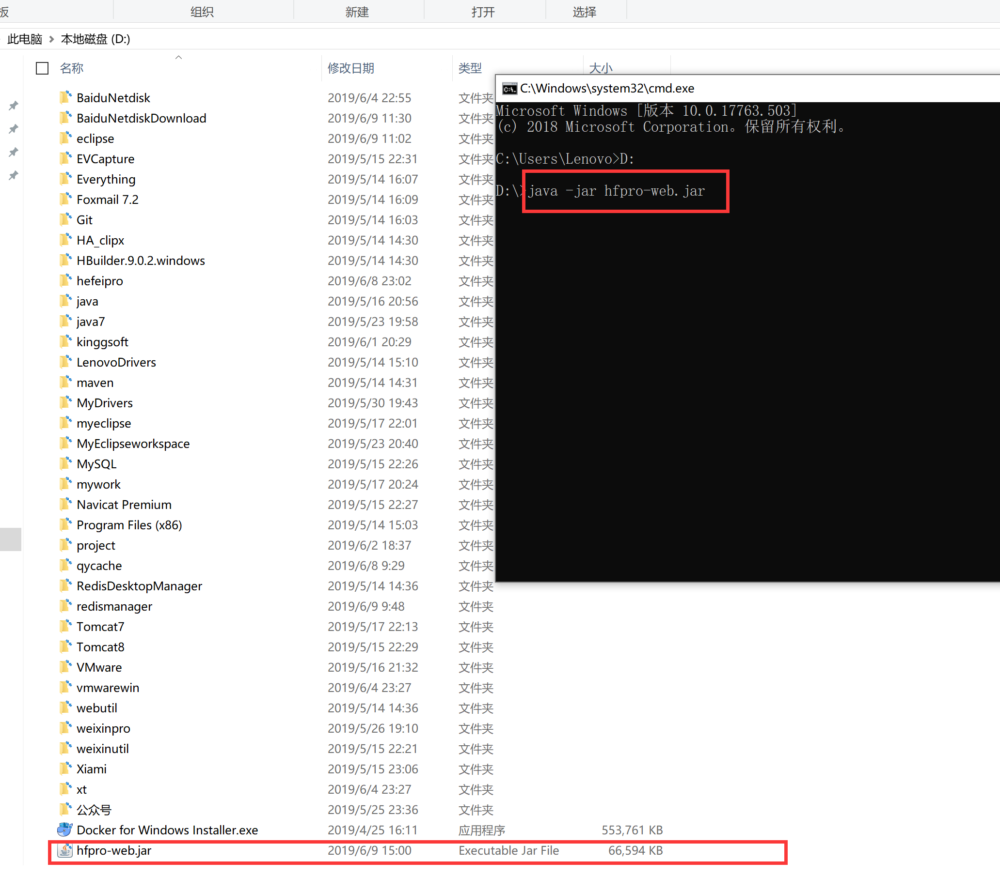 板 组织 新建 打开 选择
此电脑 > 本地磁盘 (D:)
名称 修改日期 类型 大小
BaiduNetdisk 2019/6/4 22:55 文件夹
BaiduNetdiskDownload 2019/6/9 11:30 文件夹
eclipse 2019/6/9 11:02 文件夹
EVCapture 2019/5/15 22:31 文件夹
Everything 2019/5/14 16:07 文件夹
Foxmail 7.2 2019/5/14 16:09 文件夹
Git 2019/5/14 16:03 文件夹
HA_clipx 2019/5/14 14:30 文件夹
HBuilder.9.0.2.windows 2019/5/14 14:30 文件夹
hefeipro 2019/6/8 23:02 文件夹
java 2019/5/16 20:56 文件夹
java7 2019/5/23 19:58 文件夹
kinggsoft 2019/6/1 20:29 文件夹
LenovoDrivers 2019/5/14 15:10 文件夹
maven 2019/5/14 14:31 文件夹
MyDrivers 2019/5/30 19:43 文件夹
myeclipse 2019/5/17 22:01 文件夹
MyEclipseworkspace 2019/5/23 20:40 文件夹
MySQL 2019/5/15 22:26 文件夹
mywork 2019/5/17 20:24 文件夹
Navicat Premium 2019/5/15 22:27 文件夹
Program Files (x86) 2019/5/14 15:03 文件夹
project 2019/6/2 18:37 文件夹
qycache 2019/6/8 9:29 文件夹
RedisDesktopManager 2019/5/14 14:36 文件夹
redismanager 2019/6/9 9:48 文件夹
Tomcat7 2019/5/17 22:13 文件夹
Tomcat8 2019/5/15 22:29 文件夹
VMware 2019/5/16 21:32 文件夹
vmwarewin 2019/6/4 23:27 文件夹
webutil 2019/5/14 14:36 文件夹
weixinpro 2019/5/26 19:10 文件夹
weixinutil 2019/5/15 22:21 文件夹
Xiami 2019/5/15 23:06 文件夹
xt 2019/6/4 23:27 文件夹
公众号 2019/5/25 23:36 文件夹
Docker for Windows Installer.exe 2019/4/25 16:11 应用程序 553,761 KB
hfpro-web.jar 2019/6/9 15:00 Executable Jar File 66,594 KB
C:\Windows\system32\cmd.exe
Microsoft Windows [版本 10.0.17763.503]
(c) 2018 Microsoft Corporation。保留所有权利。
C:\Users\Lenovo>D:
D:\>java -jar hfpro-web.jar